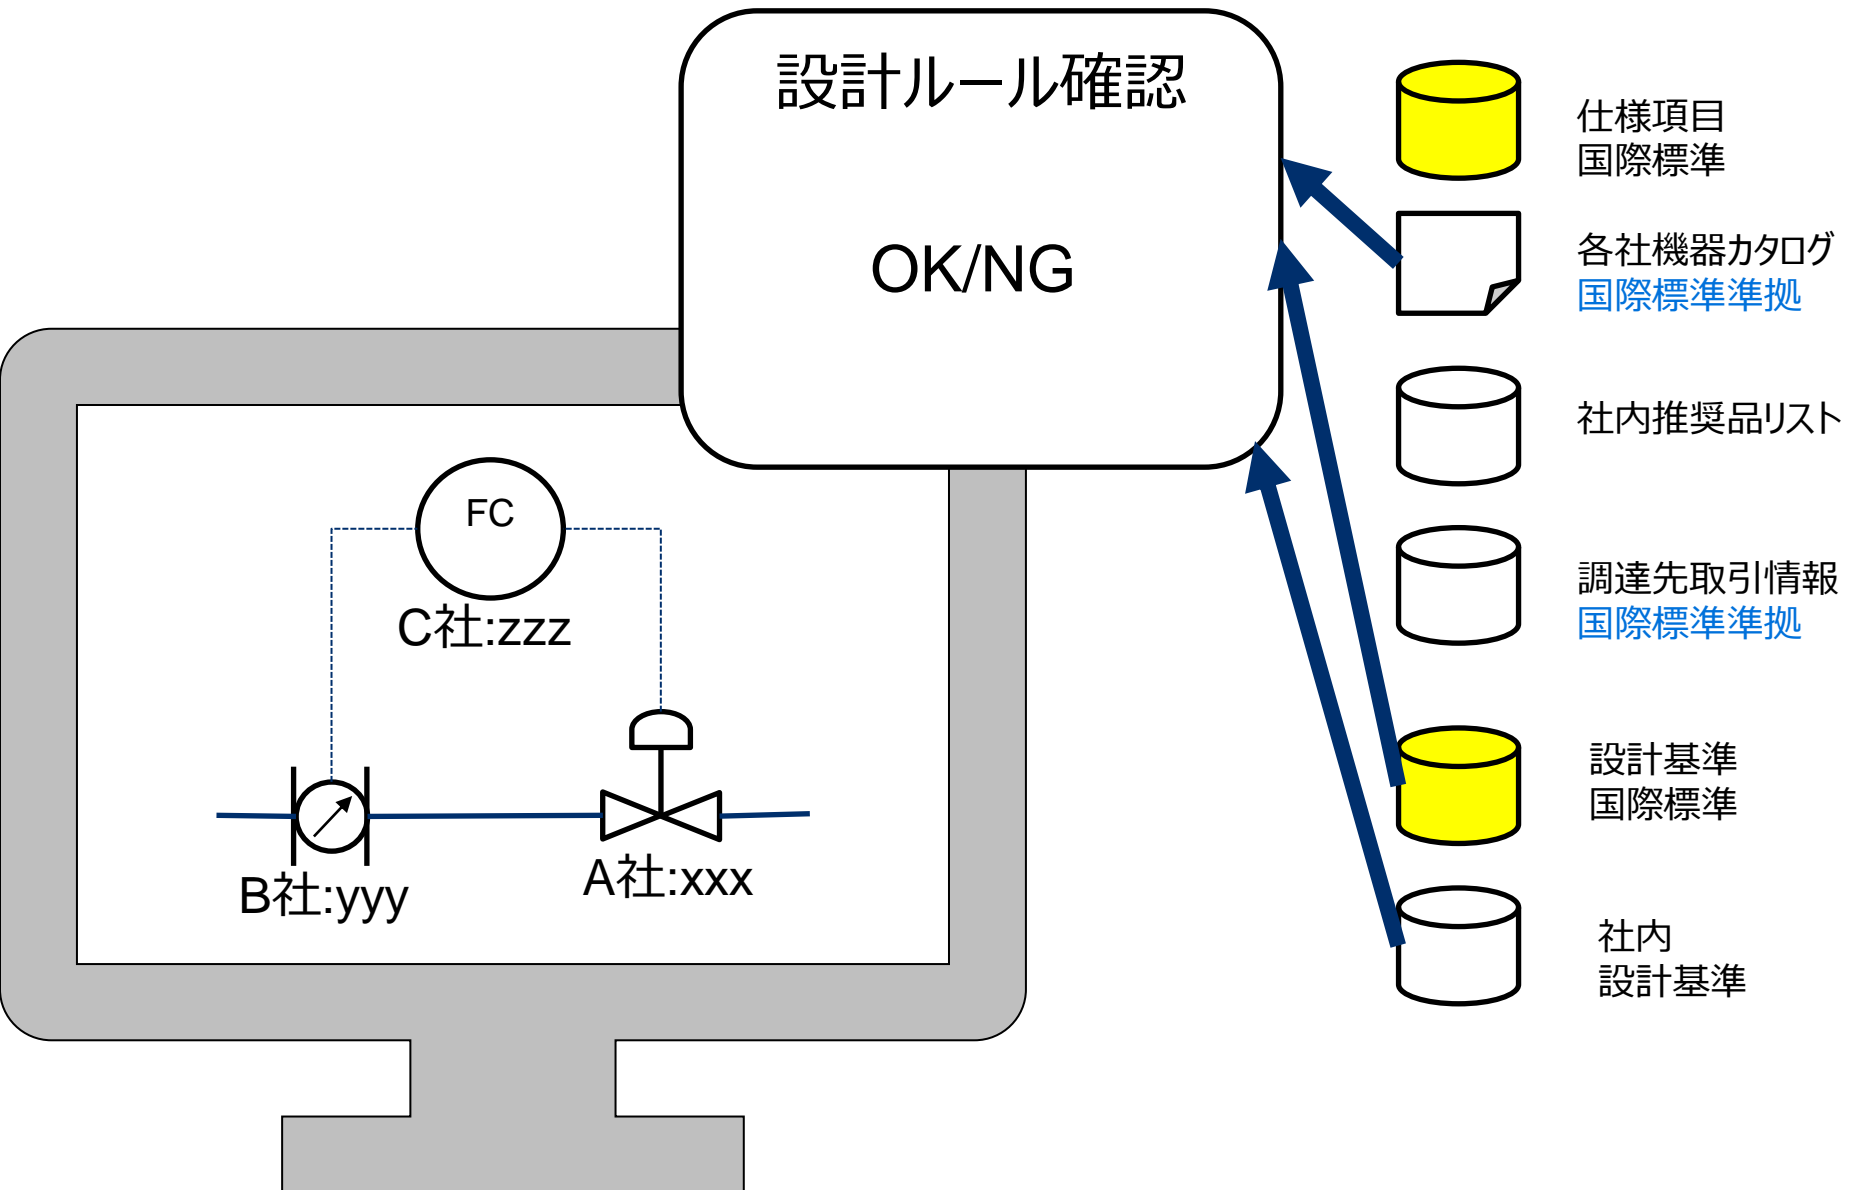 設計ルール確認
OK/NG
FC
C社:zzz
B社:yyy
A社:xxx
仕様項目
国際標準
各社機器カタログ
国際標準準拠
社内推奨品リスト
調達先取引情報
国際標準準拠
設計基準
国際標準
社内
設計基準